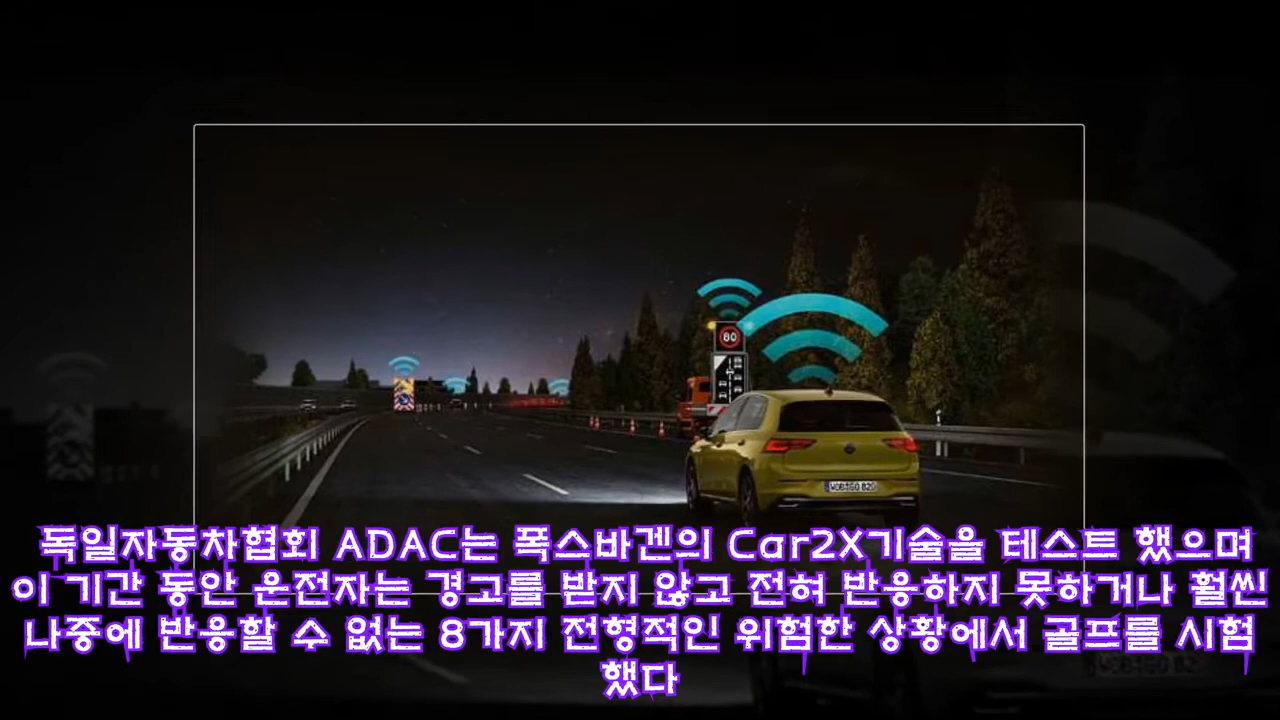 80
WOB GO 820
독일자동차협회 ADAC는 폭스바겐의 Car2X기술을 테스트 했으며
이 기간 동안 운전자는 경고를 받지 않고 전혀 반응하지 못하거나 훨씬
나중에 반응할 수 없는 8가지 전형적인 위험한 상황에서 골프를 시험
했다